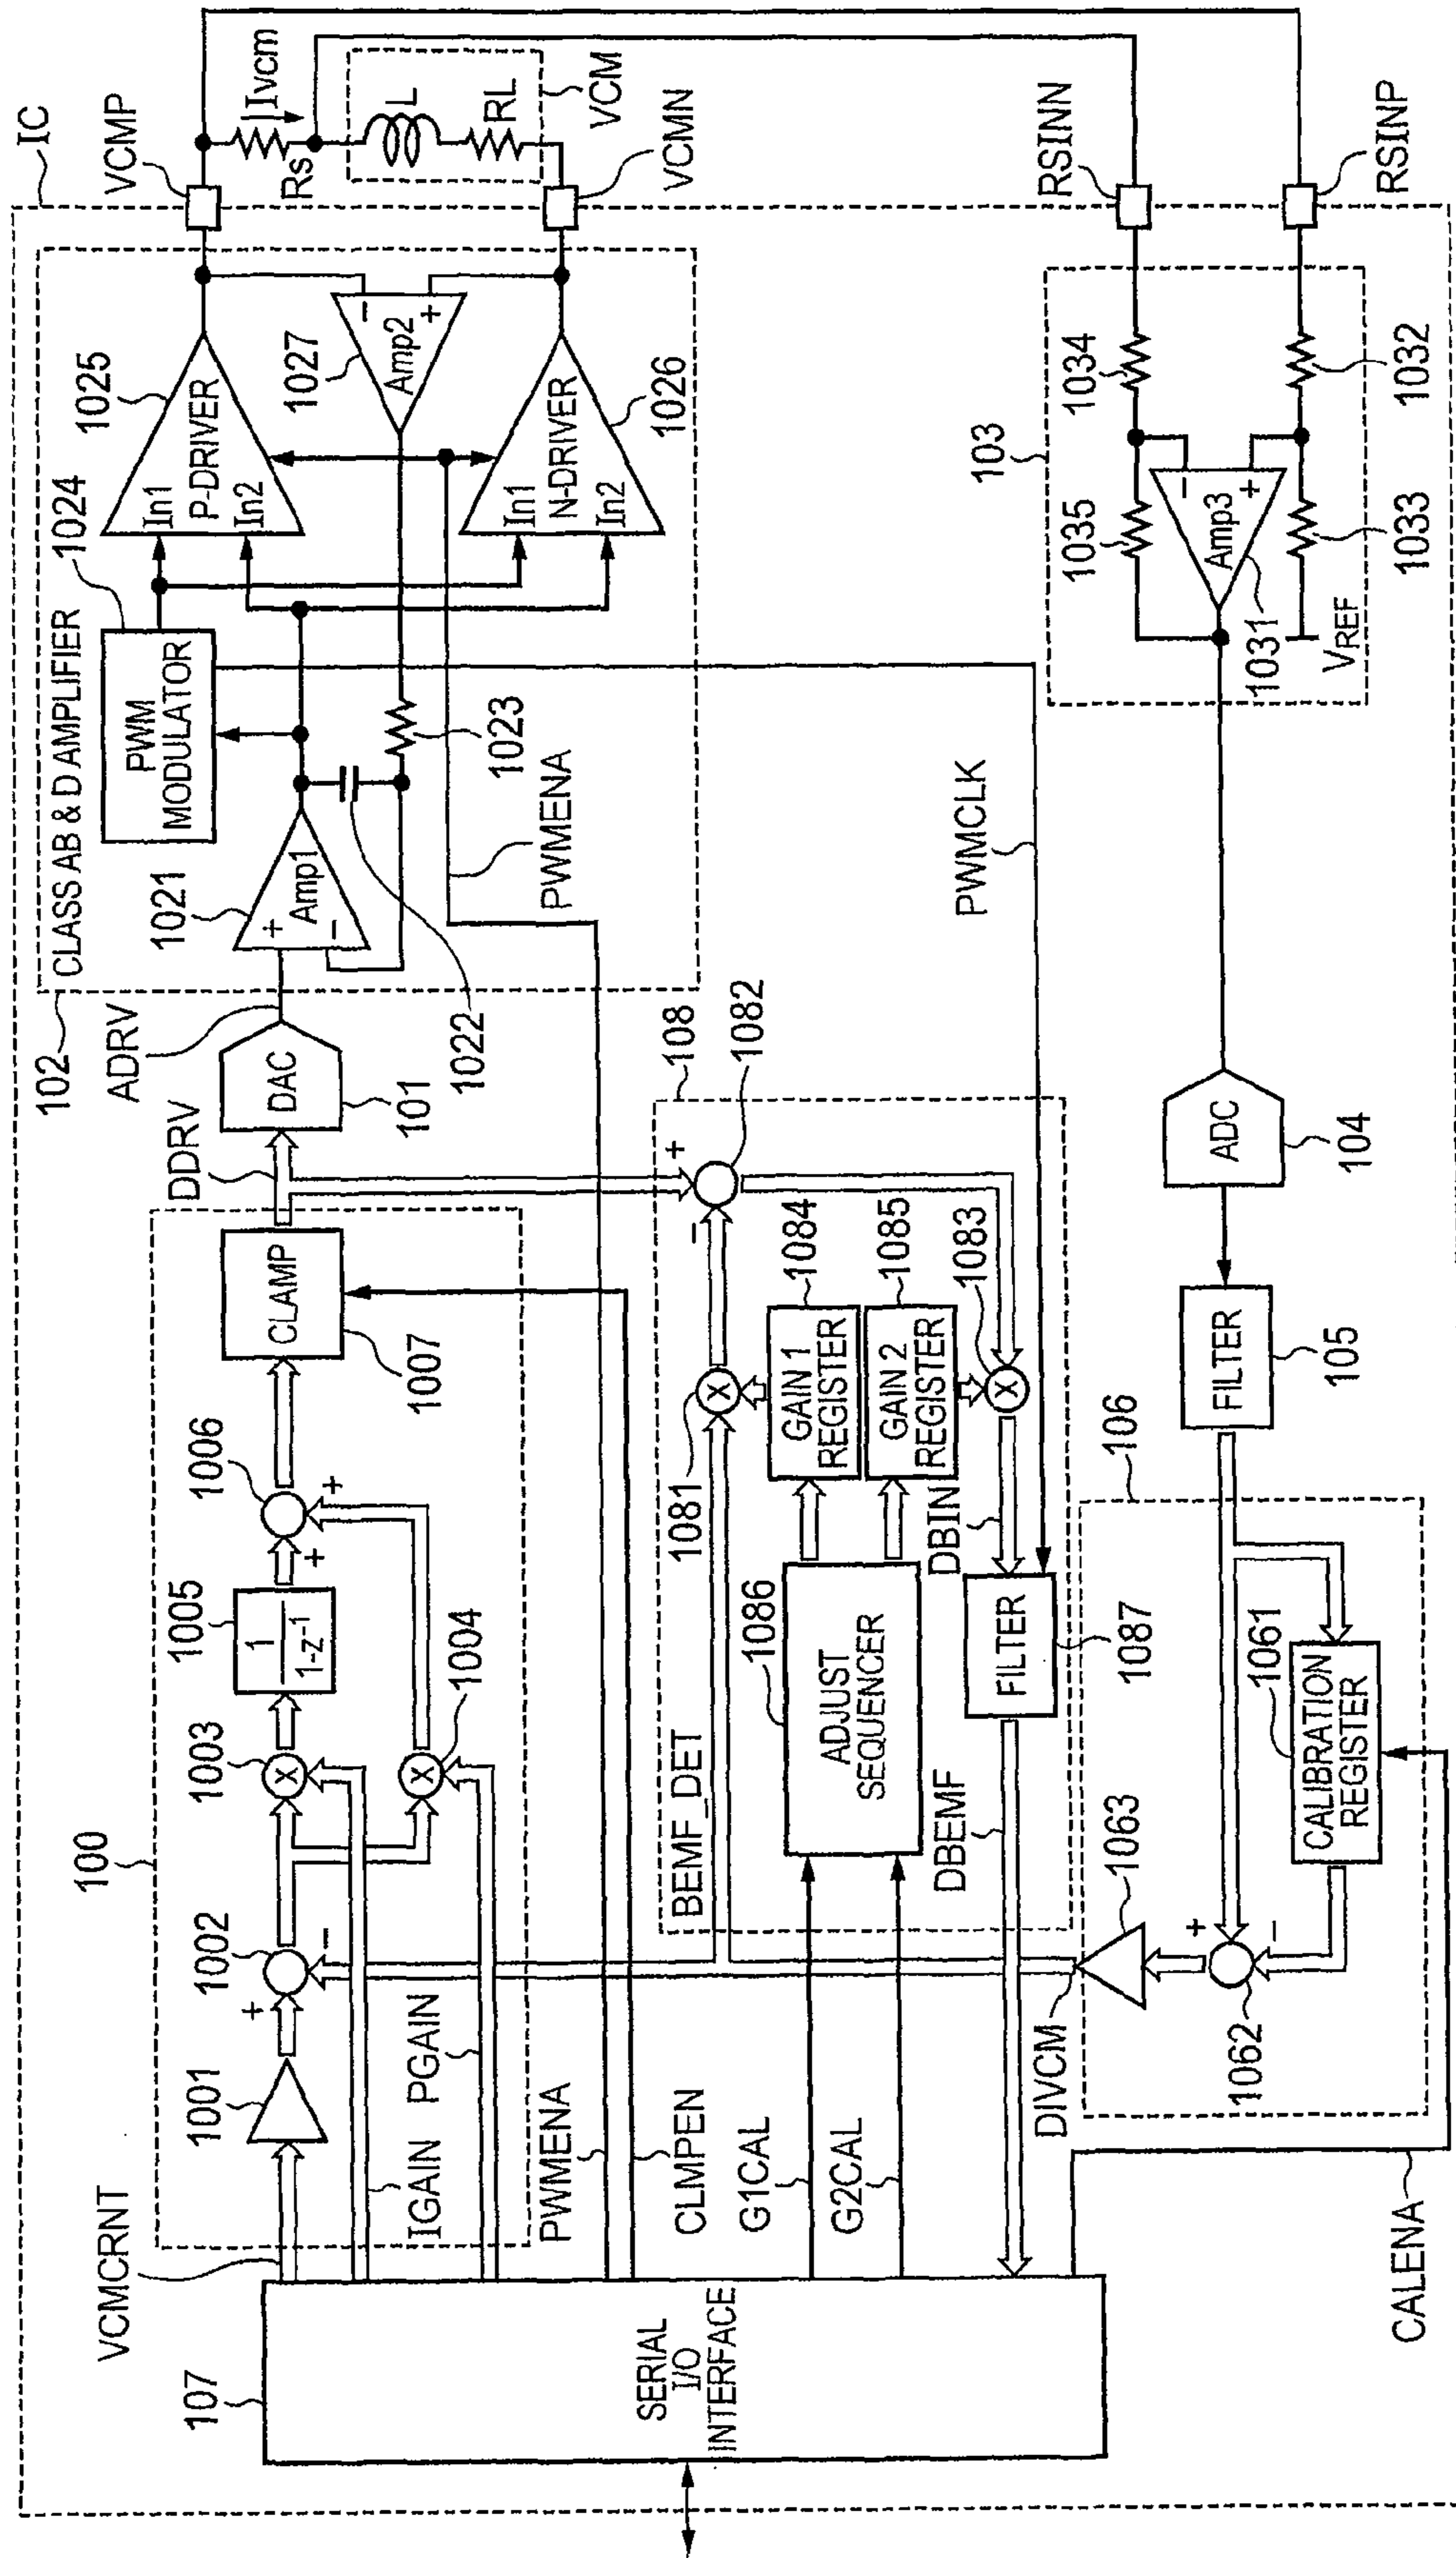 IC
102
CLASS AB & D AMPLIFIER
1024
PWM
MODULATOR
1025
P-DRIVER
In1
In2
VCMP
Ivcm
Rs
L
RL
VCM
VCMN
1027
Amp2
−
+
N-DRIVER
In1
In2
1026
1021
Amp1
+
−
1022
1023
PWMENA
ADRV
DAC
101
DDRV
100
VCMCRNT
1001
1002
+
−
1003
X
1004
X
1005
1
1-z-1
1006
+
+
CLAMP
1007
IGAIN
PGAIN
PWMENA
CLMPEN
G1CAL
G2CAL
107
SERIAL
I/O
INTERFACE
108
BEMF_DET
1081
X
1082
+
−
1083
X
GAIN 1
REGISTER
1084
GAIN 2
REGISTER
1085
1086
ADJUST
SEQUENCER
DBIN
FILTER
1087
DBEMF
PWMCLK
DIVCM
103
1034
1035
Amp3
−
+
1031
1032
1033
VREF
RSINN
RSINP
ADC
104
FILTER
105
106
1061
CALIBRATION
REGISTER
1062
+
−
1063
CALENA